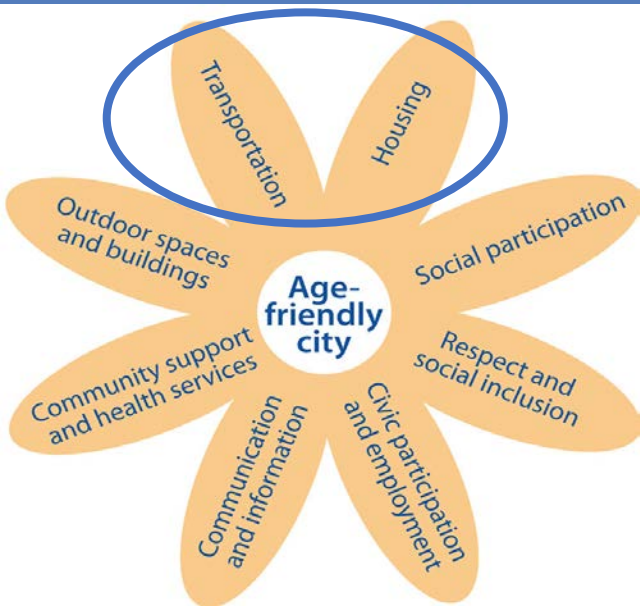 Transportation
Housing
Outdoor spaces
and buildings
Social participation
Age-
friendly
city
Community support
and health services
Respect and
social inclusion
Communication
and information
Civic participation
and employment